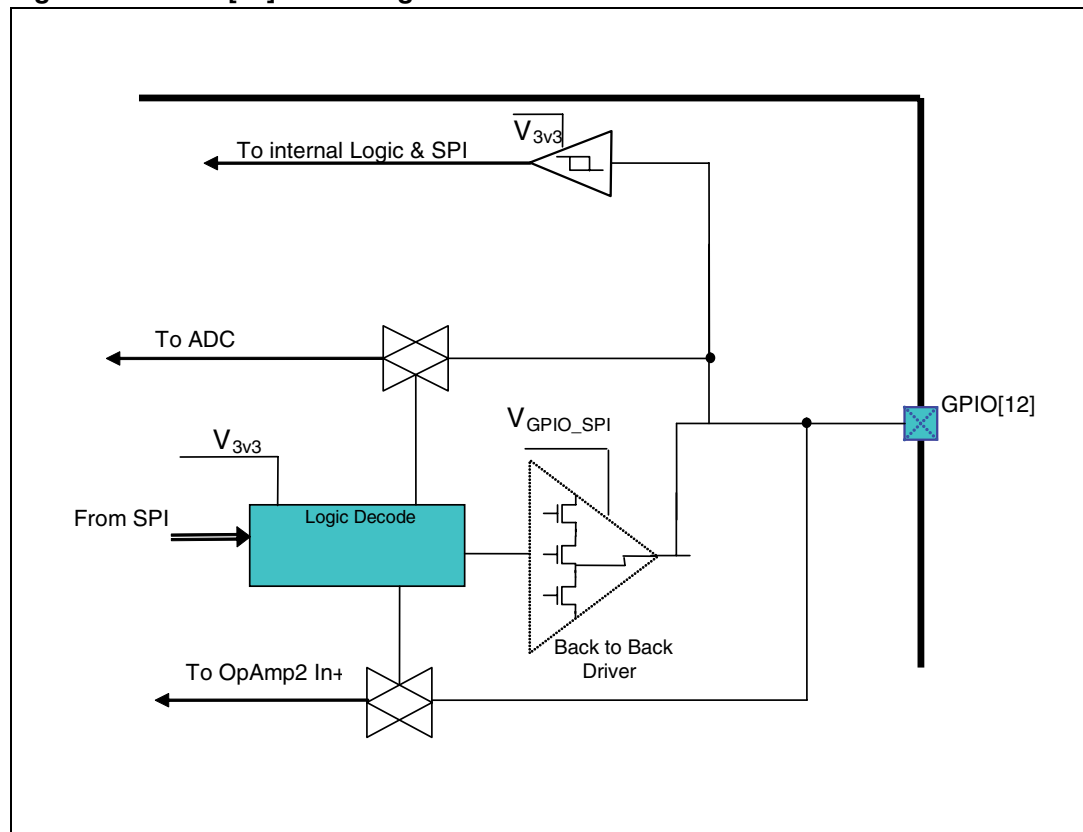 V3v3
To internal Logic & SPI
To ADC
GPIO[12]
VGPIO_SPI
V3v3
Logic Decode
From SPI
Back to Back
Driver
To OpAmp2 In+